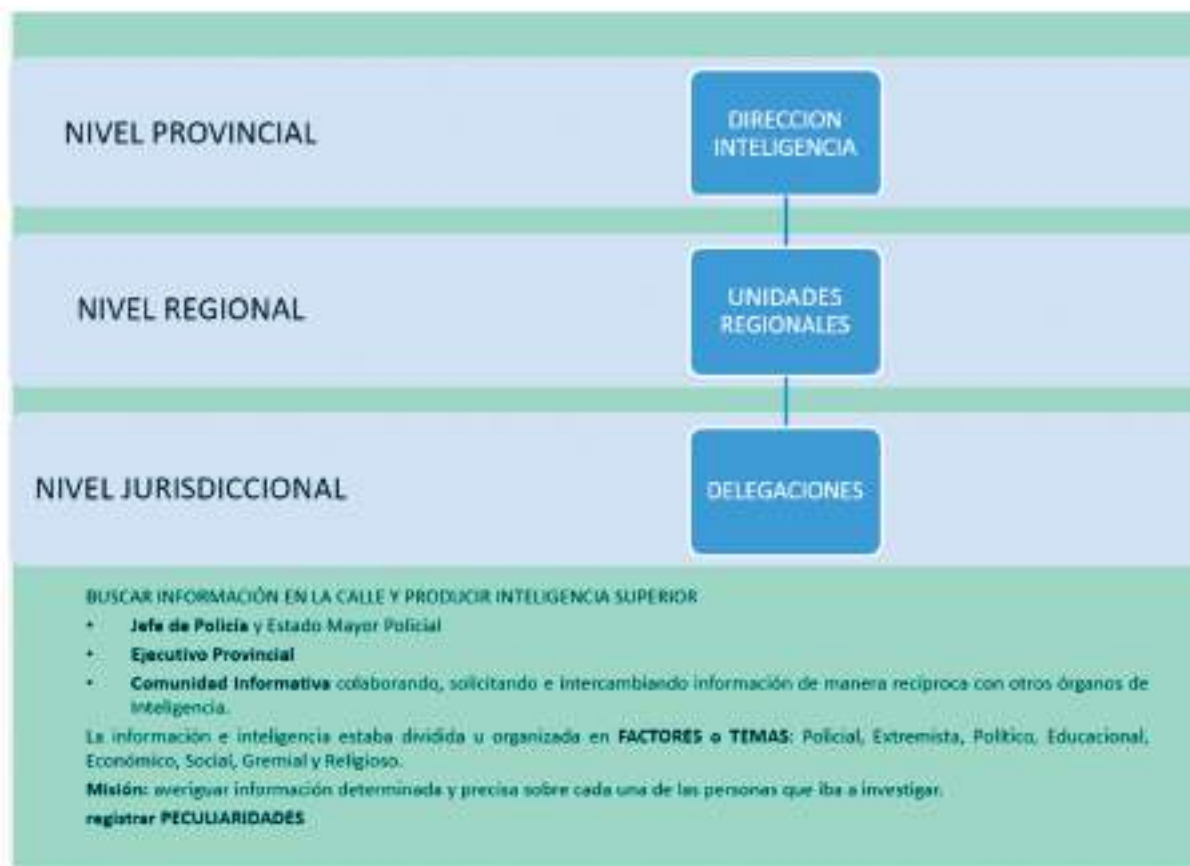 NIVEL PROVINCIAL
DIRECCION
INTELIGENCIA
NIVEL REGIONAL
UNIDADES
REGIONALES
NIVEL JURISDICCIONAL
DELEGACIONES
BUSCAR INFORMACIÓN EN LA CALLE Y PRODUCIR INTELIGENCIA SUPERIOR
• Jefe de Policía y Estado Mayor Policial
• Ejecutivo Provincial
• Comunidad Informativa colaborando, solicitando e intercambiando información de manera recíproca con otros órganos de
Inteligencia.
La información e inteligencia estaba dividida u organizada en FACTORES o TEMAS: Policial, Extremista, Político, Educacional,
Económico, Social, Gremial y Religioso.
Misión: averiguar información determinada y precisa sobre cada una de las personas que iba a investigar.
registrar PECULIARIDADES